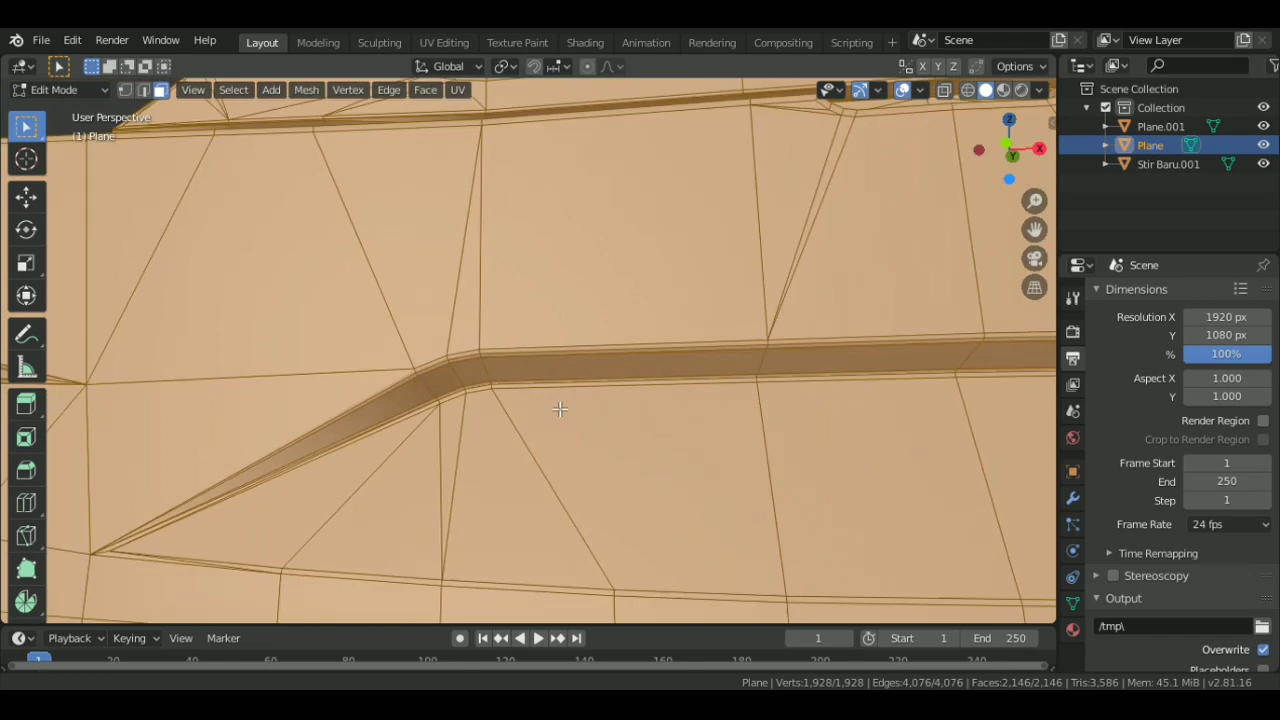 File Edit Render Window Help
Layout Modeling Sculpting UV Editing Texture Paint Shading Animation Rendering Compositing Scripting +
Scene
View Layer
Global
X Y Z
Options
Edit Mode
View Select Add Mesh Vertex Edge Face UV
User Perspective
(1) Plane
Z
X
Y
Scene Collection
Collection
Plane.001
Plane
Stir Baru.001
Scene
Dimensions
Resolution X 1920 px
Y 1080 px
% 100%
Aspect X 1.000
Y 1.000
Render Region
Crop to Render Region
Frame Start 1
End 250
Step 1
Frame Rate 24 fps
Time Remapping
Stereoscopy
Output
/tmp\
Overwrite
Placeholders
Playback Keying View Marker
1
Start 1
End 250
1 20 40 60 80 100 120 140 160 180 200 220 240
Plane | Verts:1,928/1,928 | Edges:4,076/4,076 | Faces:2,146/2,146 | Tris:3,586 | Mem: 45.1 MiB | v2.81.16